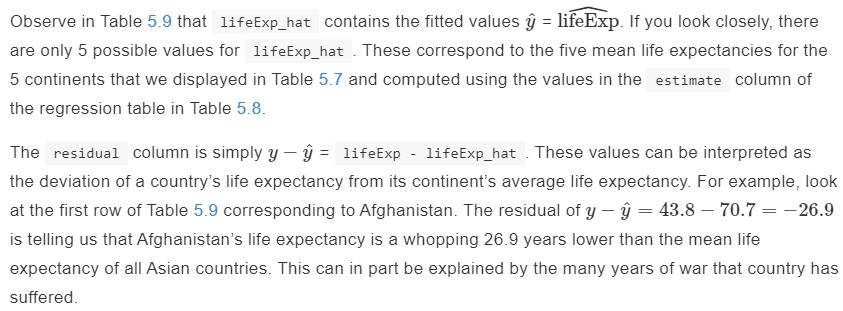 Observe in Table 5.9 that lifeExp_hat contains the fitted values ŷ = \widehat{lifeExp}. If you look closely, there
are only 5 possible values for lifeExp_hat . These correspond to the five mean life expectancies for the
5 continents that we displayed in Table 5.7 and computed using the values in the estimate column of
the regression table in Table 5.8.
The residual column is simply y − ŷ = lifeExp - lifeExp_hat . These values can be interpreted as
the deviation of a country's life expectancy from its continent's average life expectancy. For example, look
at the first row of Table 5.9 corresponding to Afghanistan. The residual of y − ŷ = 43.8 − 70.7 = −26.9
is telling us that Afghanistan's life expectancy is a whopping 26.9 years lower than the mean life
expectancy of all Asian countries. This can in part be explained by the many years of war that country has
suffered.